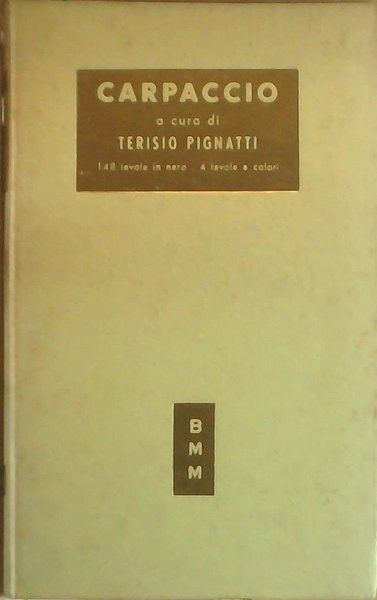 CARPACCIO
a cura di
TERISIO PIGNATTI
148 tavole in nero 4 tavole a colori
B
M
M